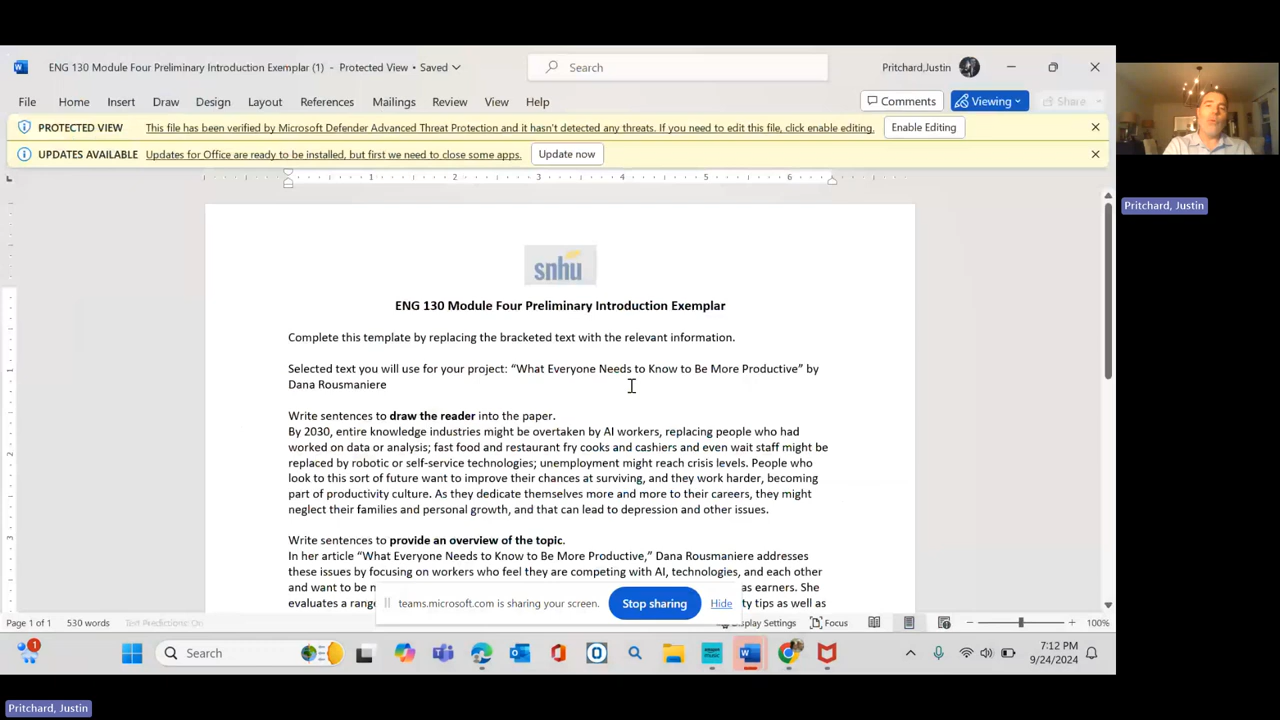 ENG 130 Module Four Preliminary Introduction Exemplar (1) - Protected View • Saved
Search
Pritchard,Justin
File Home Insert Draw Design Layout References Mailings Review View Help
Comments
Viewing
Share
PROTECTED VIEW This file has been verified by Microsoft Defender Advanced Threat Protection and it hasn't detected any threats. If you need to edit this file, click enable editing. Enable Editing
UPDATES AVAILABLE Updates for Office are ready to be installed, but first we need to close some apps. Update now
1 2 3 4 5 6
Pritchard, Justin
snhu
ENG 130 Module Four Preliminary Introduction Exemplar
Complete this template by replacing the bracketed text with the relevant information.
Selected text you will use for your project: “What Everyone Needs to Know to Be More Productive” by
Dana Rousmaniere
Write sentences to draw the reader into the paper.
By 2030, entire knowledge industries might be overtaken by AI workers, replacing people who had
worked on data or analysis; fast food and restaurant fry cooks and cashiers and even wait staff might be
replaced by robotic or self-service technologies; unemployment might reach crisis levels. People who
look to this sort of future want to improve their chances at surviving, and they work harder, becoming
part of productivity culture. As they dedicate themselves more and more to their careers, they might
neglect their families and personal growth, and that can lead to depression and other issues.
Write sentences to provide an overview of the topic.
In her article “What Everyone Needs to Know to Be More Productive,” Dana Rousmaniere addresses
these issues by focusing on workers who feel they are competing with AI, technologies, and each other
and want to be as earners. She
evaluates a range ty tips as well as
teams.microsoft.com is sharing your screen. Stop sharing Hide
Page 1 of 1 530 words Text Predictions: On Display Settings Focus 100%
Search
7:12 PM
9/24/2024
Pritchard, Justin